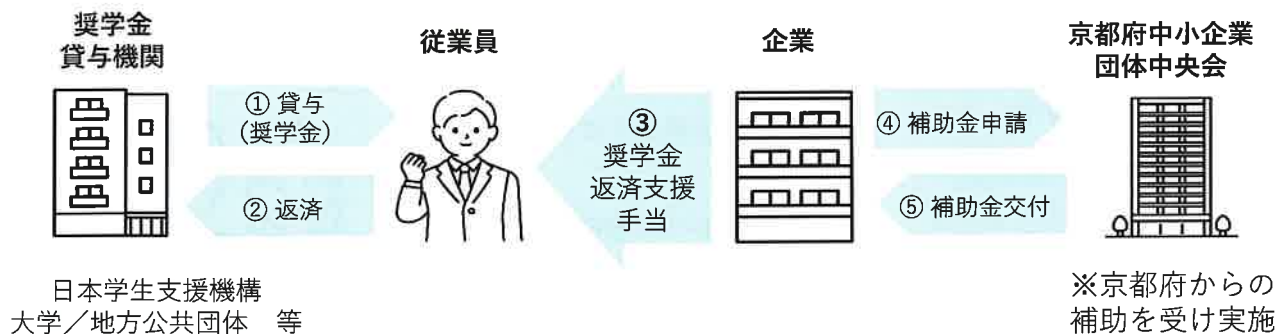 奨学金
貸与機関
従業員
企業
京都府中小企業
団体中央会
① 貸与
(奨学金)
② 返済
③
奨学金
返済支援
手当
④ 補助金申請
⑤ 補助金交付
日本学生支援機構
大学／地方公共団体　等
※京都府からの
補助を受け実施